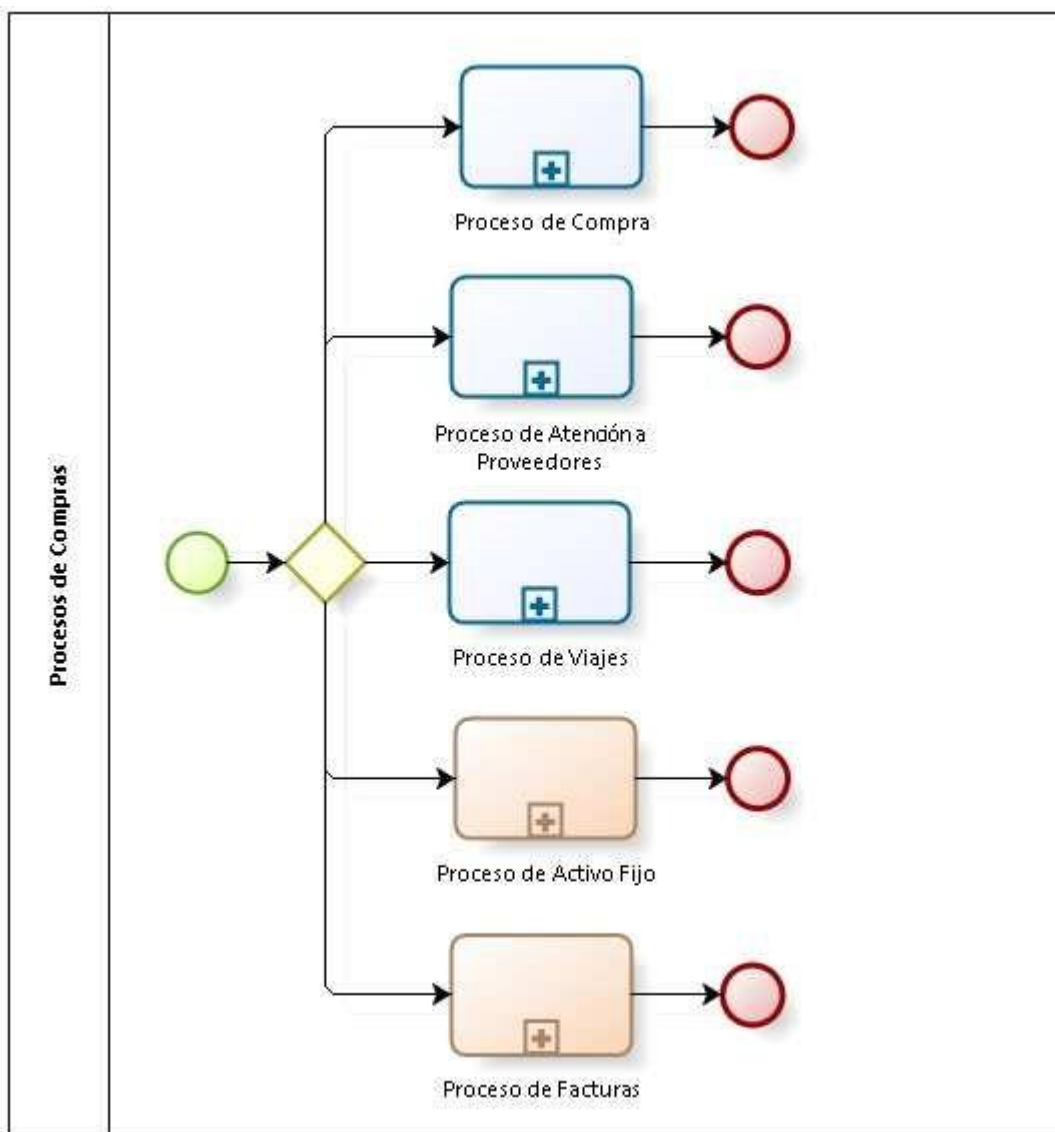 Procesos de Compras
Proceso de Compra
Proceso de Atención a
Proveedores
Proceso de Viajes
Proceso de Activo Fijo
Proceso de Facturas